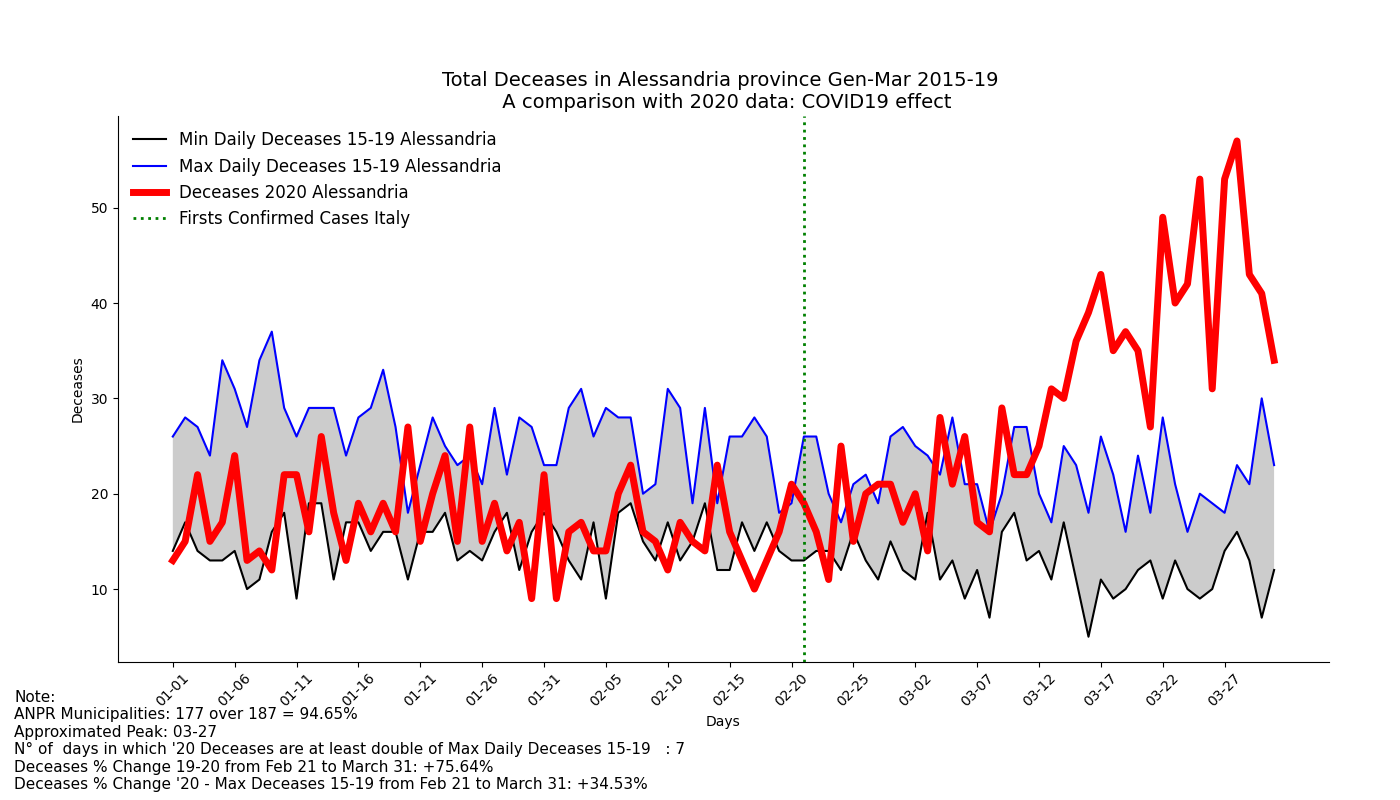 Total Deceases in Alessandria province Gen-Mar 2015-19
A comparison with 2020 data: COVID19 effect
Min Daily Deceases 15-19 Alessandria
Max Daily Deceases 15-19 Alessandria
Deceases 2020 Alessandria
Firsts Confirmed Cases Italy
50
40
30
20
10
Deceases
01-01 01-06 01-11 01-16 01-21 01-26 01-31 02-05 02-10 02-15 02-20 02-25 03-02 03-07 03-12 03-17 03-22 03-27
Days
Note:
ANPR Municipalities: 177 over 187 = 94.65%
Approximated Peak: 03-27
N° of  days in which '20 Deceases are at least double of Max Daily Deceases 15-19   : 7
Deceases % Change 19-20 from Feb 21 to March 31: +75.64%
Deceases % Change '20 - Max Deceases 15-19 from Feb 21 to March 31: +34.53%